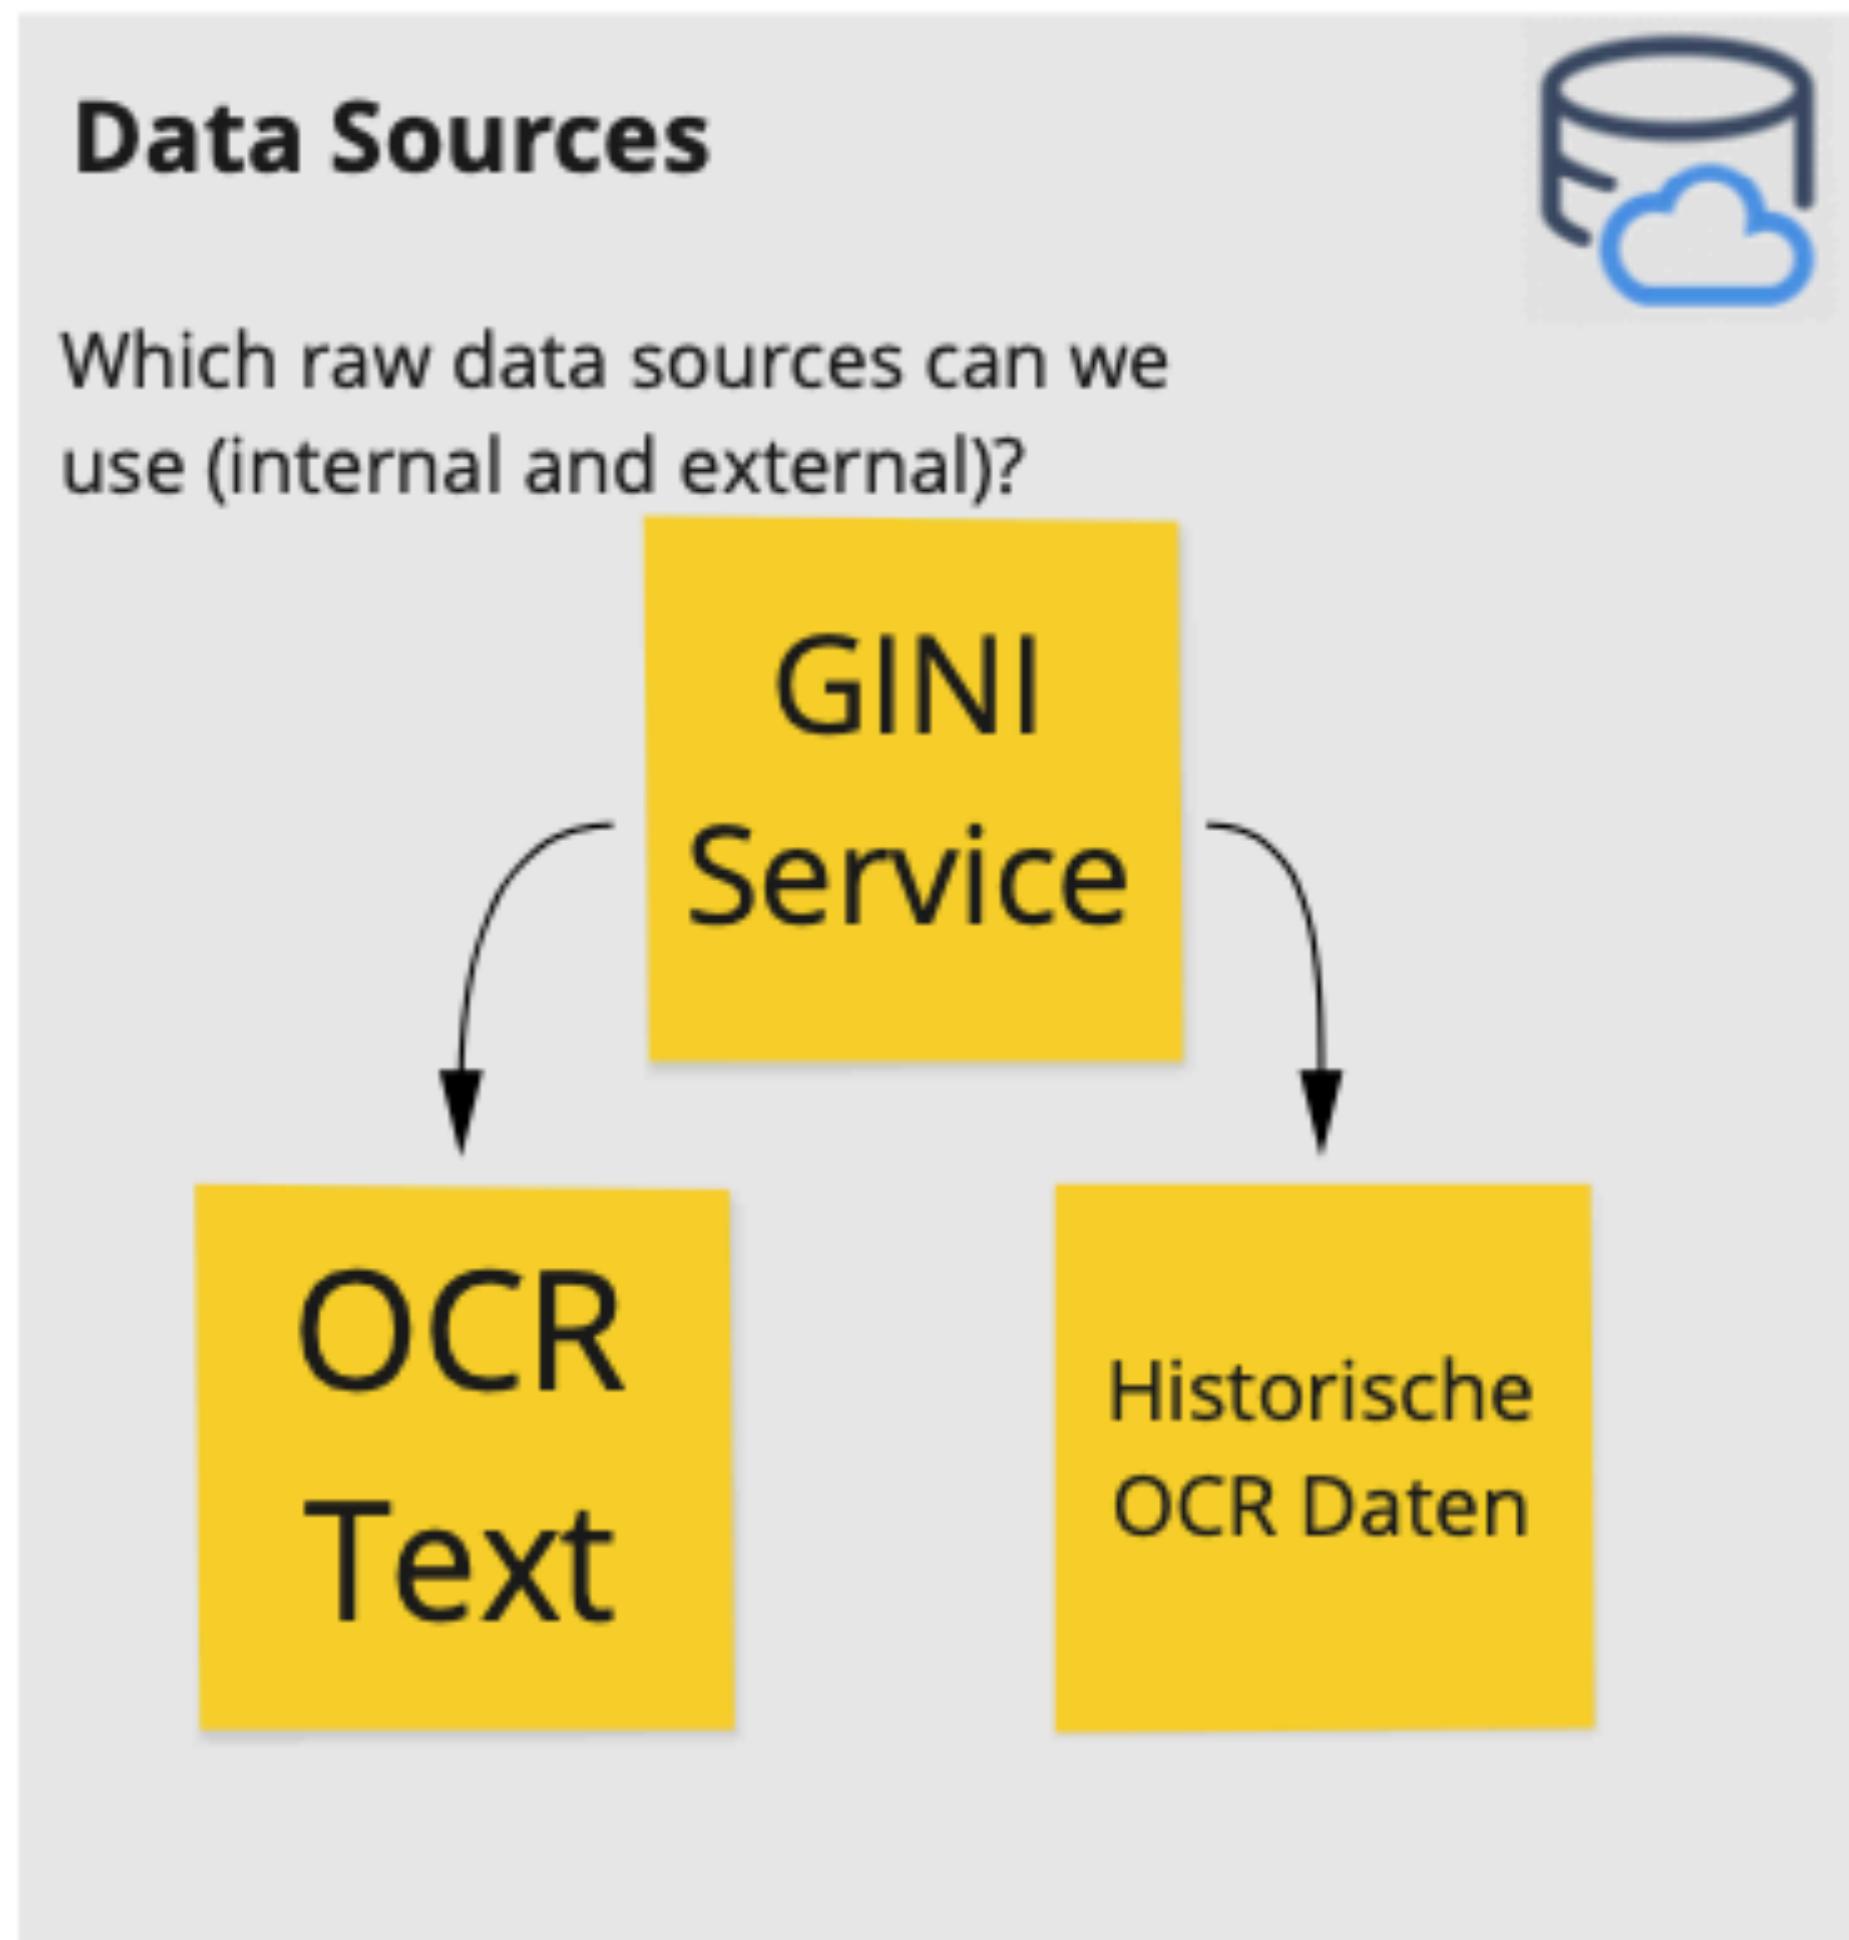 Data Sources
Which raw data sources can we
use (internal and external)?
GINI
Service
OCR
Text
Historische
OCR Daten